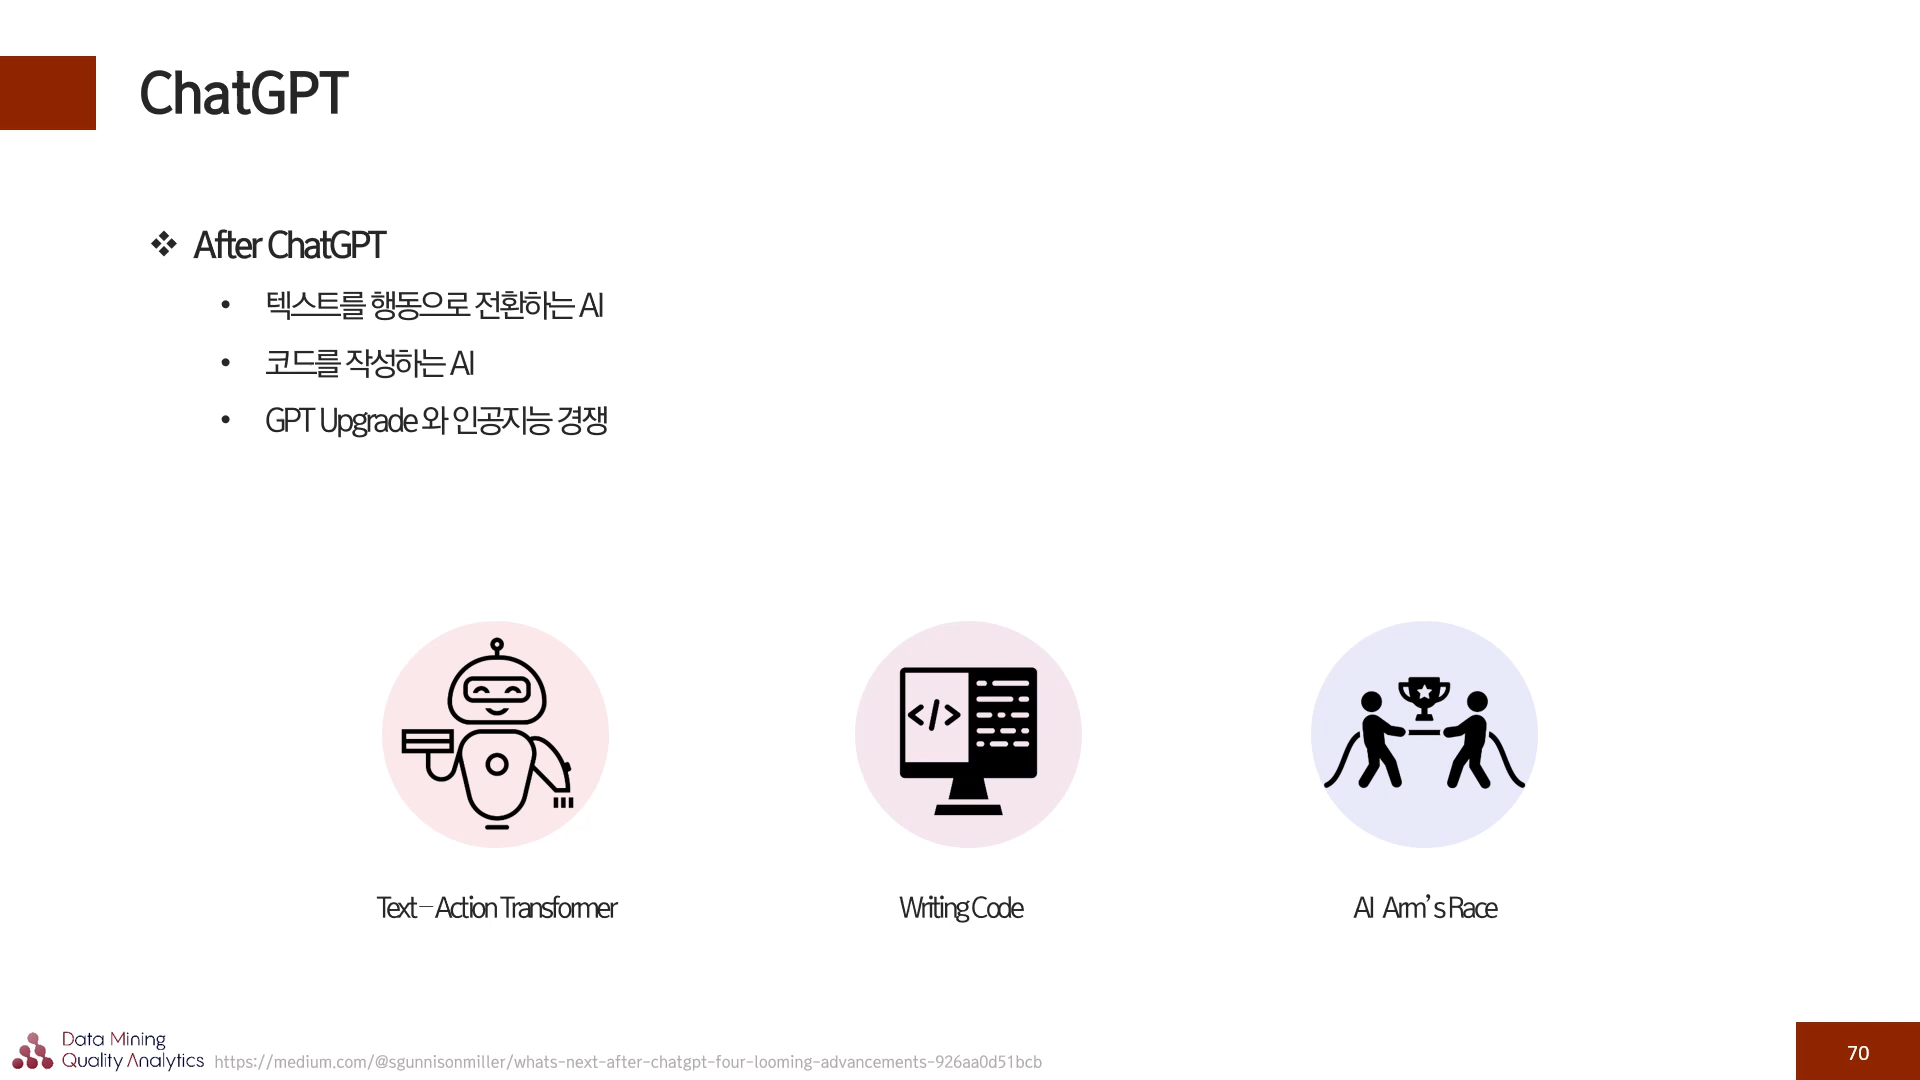 ChatGPT
❖ After ChatGPT
• 텍스트를 행동으로 전환하는 AI
• 코드를 작성하는 AI
• GPT Upgrade 와 인공지능 경쟁
</>
Text – Action Transformer
Writing Code
AI Arm’s Race
Data Mining
Quality Analytics
https://medium.com/@sgunnisonmiller/whats-next-after-chatgpt-four-looming-advancements-926aa0d51bcb
70